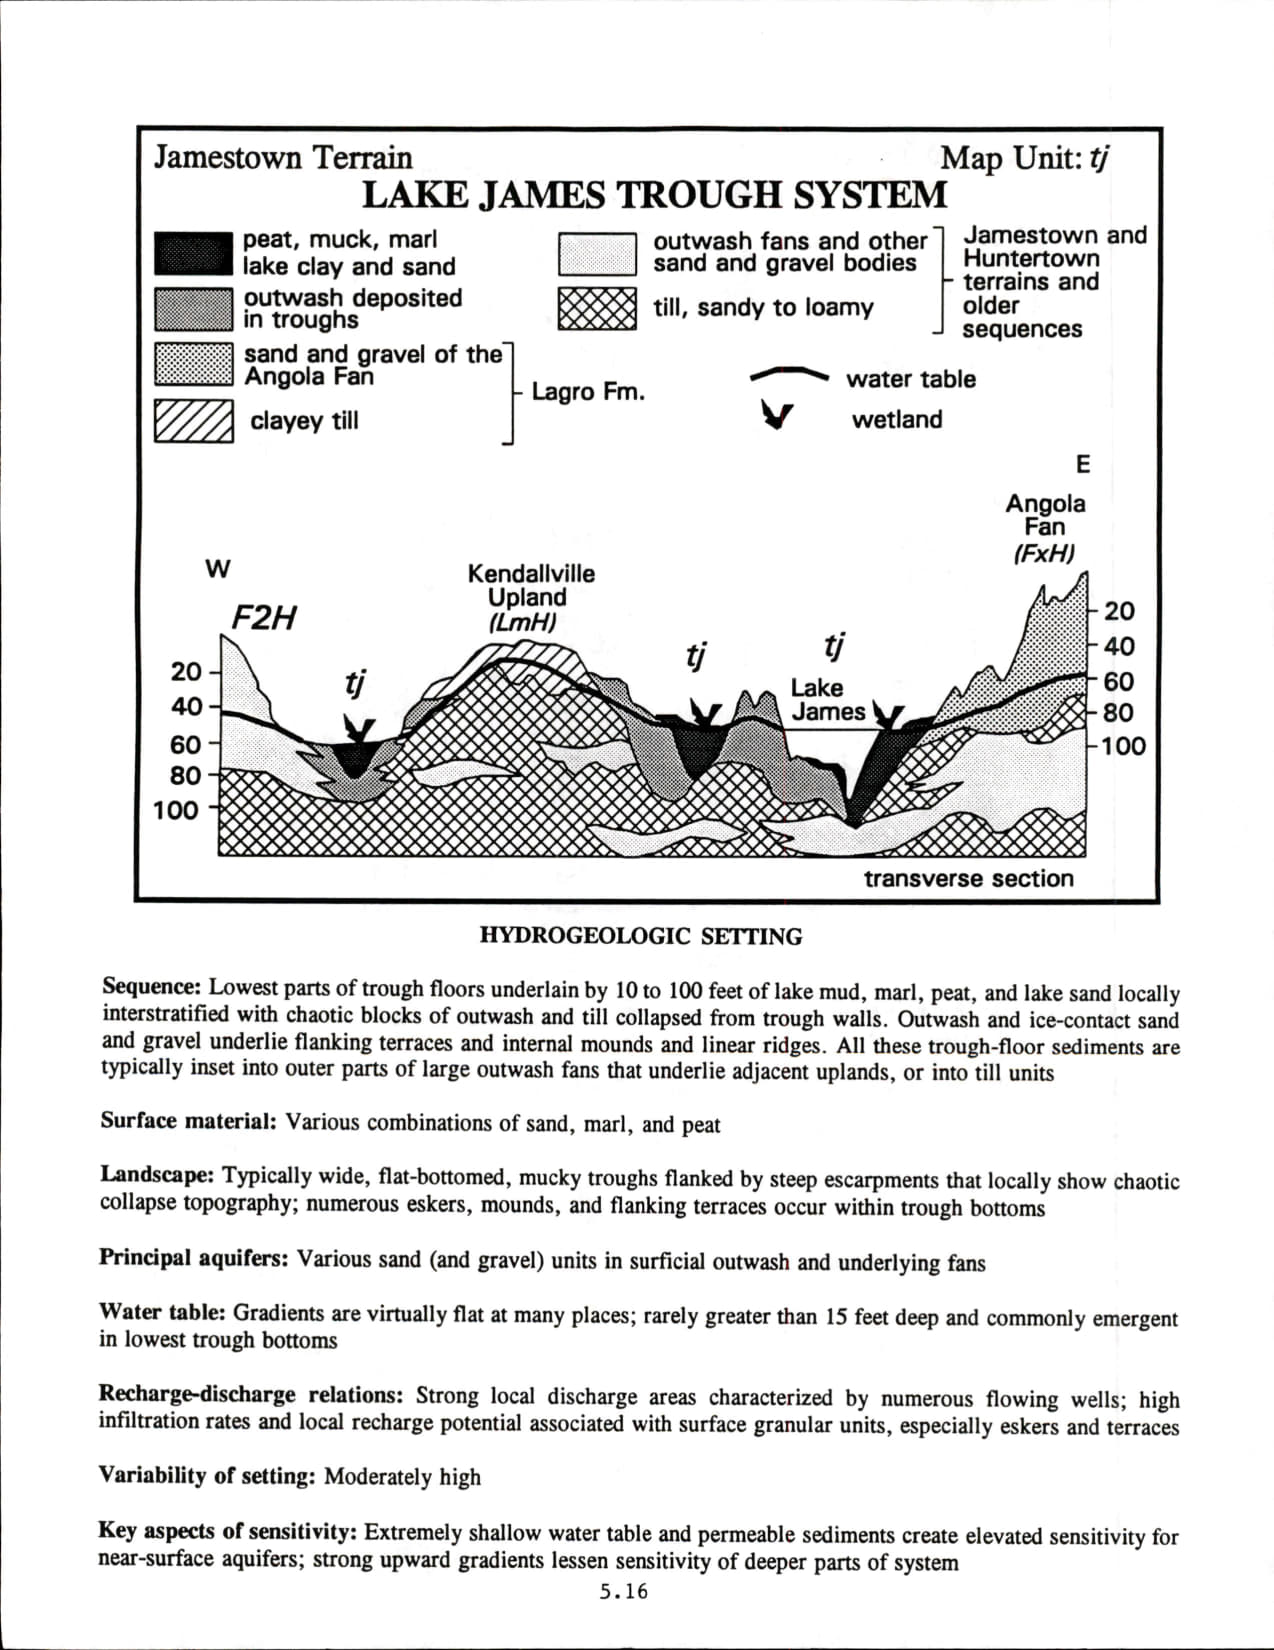 Jamestown Terrain
Map Unit: tj
LAKE JAMES TROUGH SYSTEM
peat, muck, marl
lake clay and sand
outwash deposited
in troughs
sand and gravel of the
Angola Fan
clayey till
Lagro Fm.
outwash fans and other
sand and gravel bodies
till, sandy to loamy
Jamestown and
Huntertown
terrains and
older
sequences
water table
wetland
E
Angola
Fan
(FxH)
W
F2H
Kendallville
Upland
(LmH)
tj
tj
tj
Lake
James
20
40
60
80
100
20
40
60
80
100
transverse section
HYDROGEOLOGIC SETTING
Sequence: Lowest parts of trough floors underlain by 10 to 100 feet of lake mud, marl, peat, and lake sand locally
interstratified with chaotic blocks of outwash and till collapsed from trough walls. Outwash and ice-contact sand
and gravel underlie flanking terraces and internal mounds and linear ridges. All these trough-floor sediments are
typically inset into outer parts of large outwash fans that underlie adjacent uplands, or into till units
Surface material: Various combinations of sand, marl, and peat
Landscape: Typically wide, flat-bottomed, mucky troughs flanked by steep escarpments that locally show chaotic
collapse topography; numerous eskers, mounds, and flanking terraces occur within trough bottoms
Principal aquifers: Various sand (and gravel) units in surficial outwash and underlying fans
Water table: Gradients are virtually flat at many places; rarely greater than 15 feet deep and commonly emergent
in lowest trough bottoms
Recharge-discharge relations: Strong local discharge areas characterized by numerous flowing wells; high
infiltration rates and local recharge potential associated with surface granular units, especially eskers and terraces
Variability of setting: Moderately high
Key aspects of sensitivity: Extremely shallow water table and permeable sediments create elevated sensitivity for
near-surface aquifers; strong upward gradients lessen sensitivity of deeper parts of system
5.16